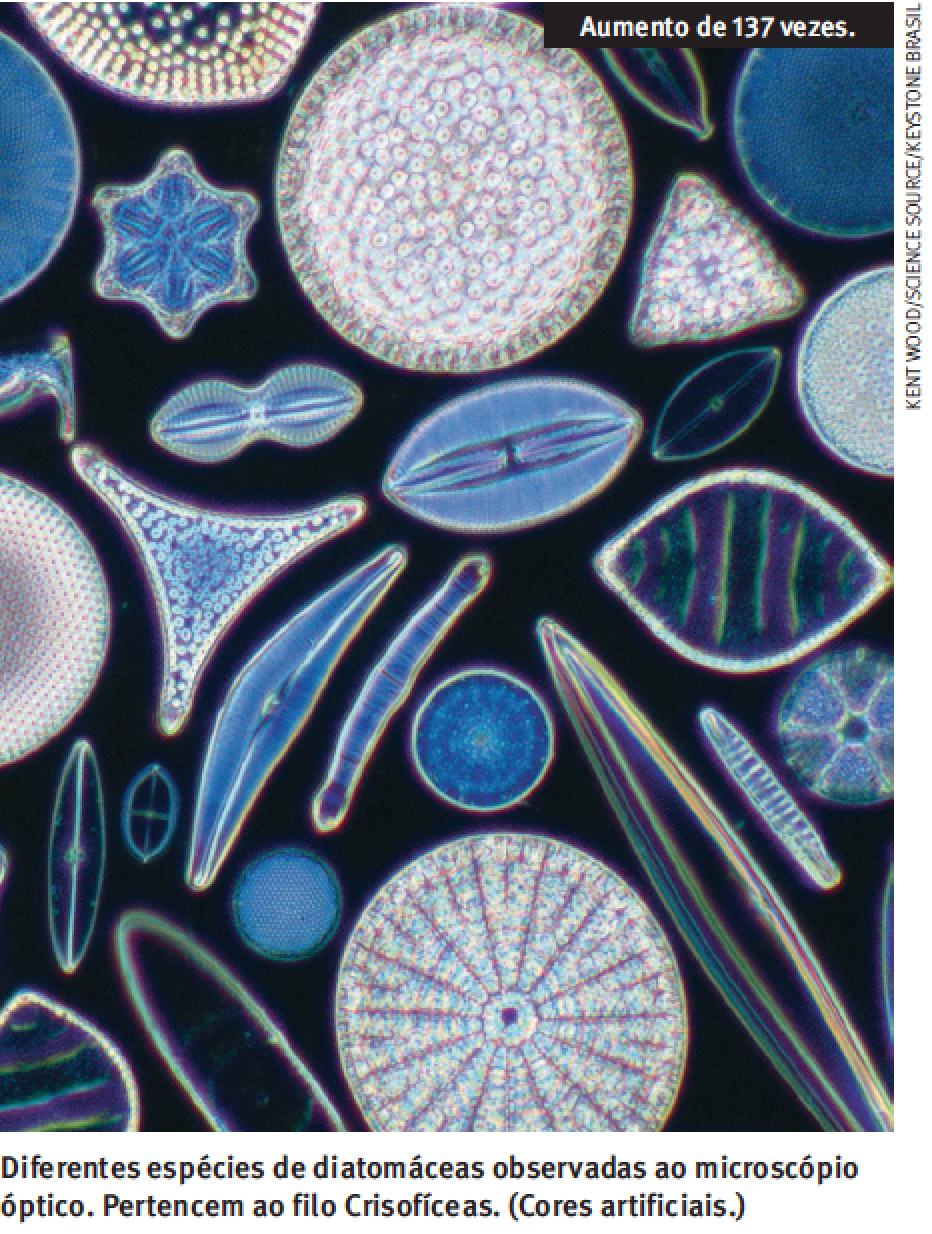 Aumento de 137 vezes.
KENT WOOD/SCIENCE SOURCE/KEYSTONE BRASIL
Diferentes espécies de diatomáceas observadas ao microscópio
óptico. Pertencem ao filo Crisofíceas. (Cores artificiais.)